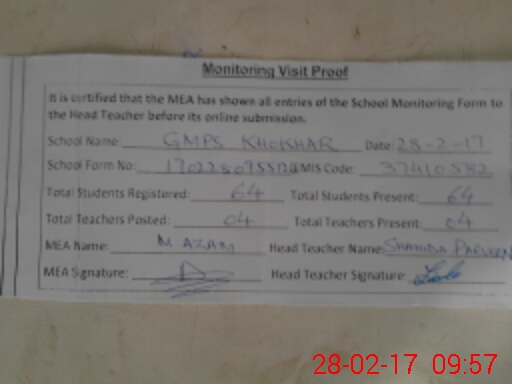 Monitoring Visit Proof
It is certified that the MEA has shown all entries of the School Monitoring Form to
the Head Teacher before its online submission.
School Name: GMPS KHOKHAR Date: 28-2-17
School Form No: EMIS Code: 37410582
Total Students Registered: 64 Total Students Present: 64
Total Teachers Posted: 04 Total Teachers Present: 04
MEA Name: M AZAM Head Teacher Name: SHAHIDA PARVEEN
MEA Signature: Head Teacher Signature:
28-02-17 09:57